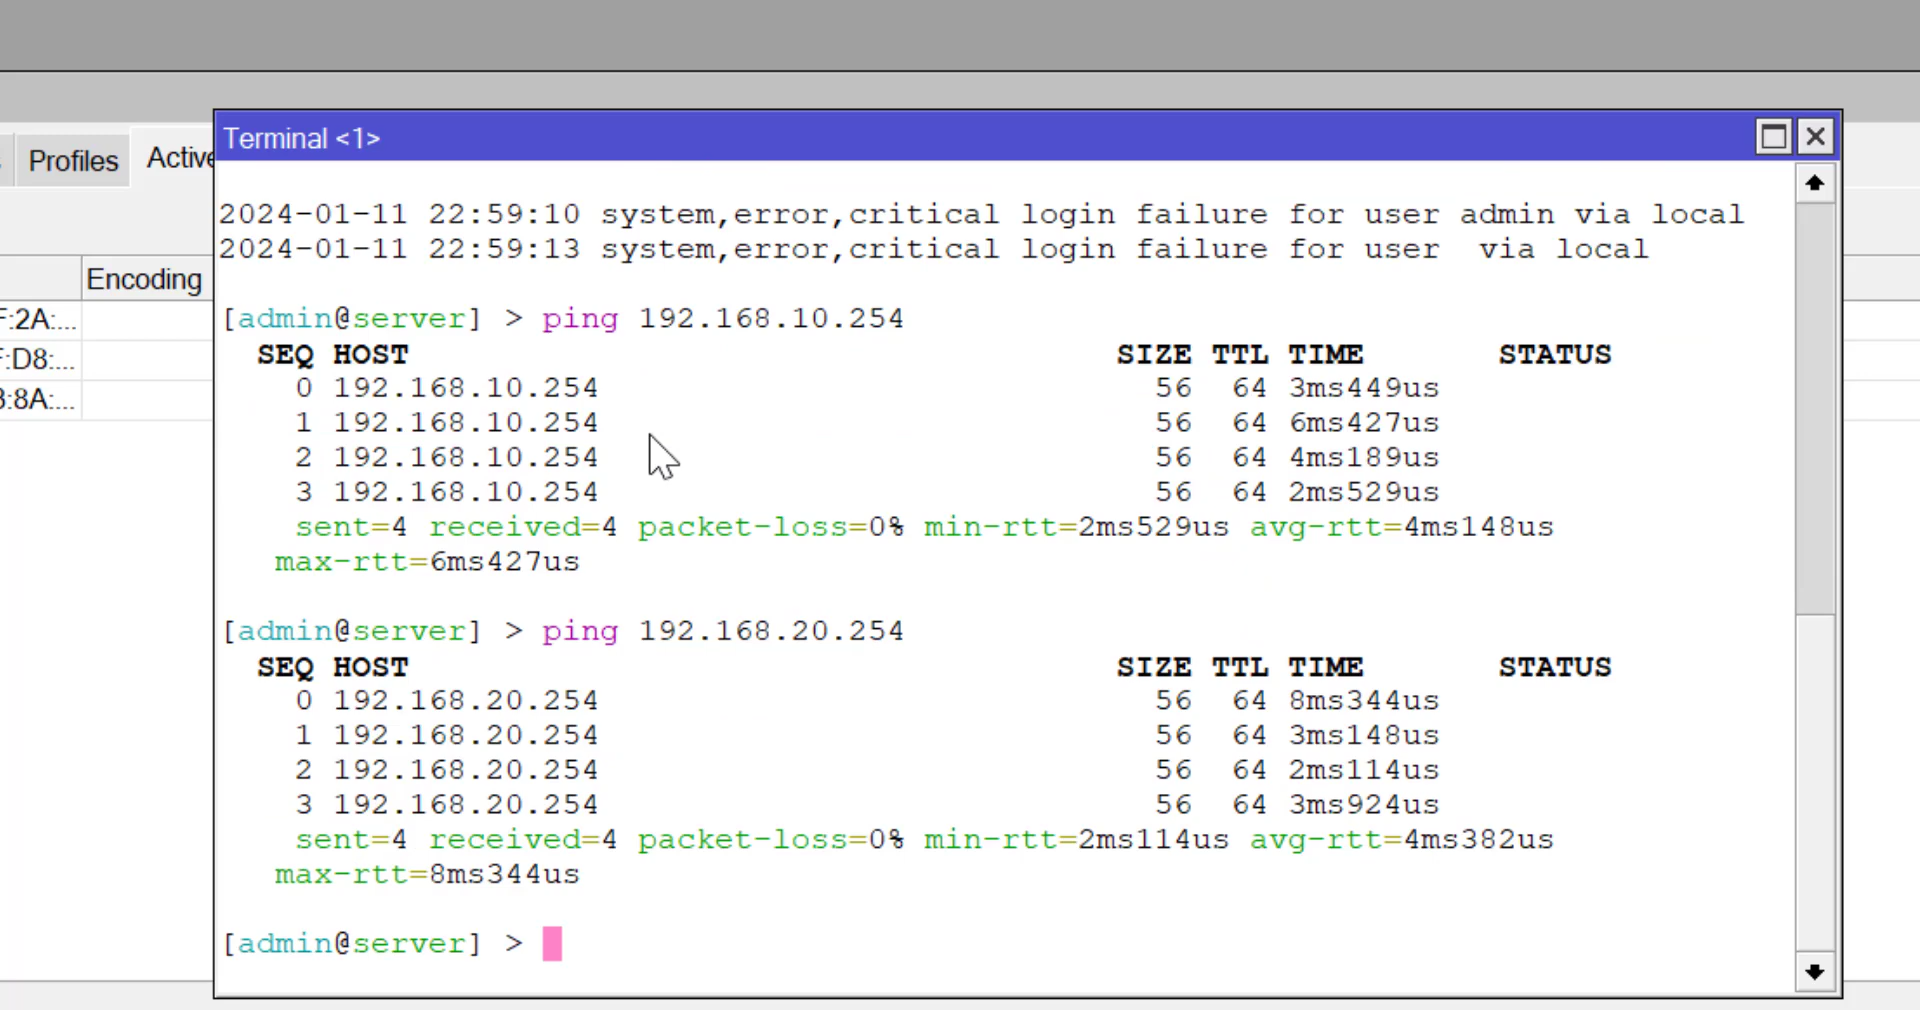 Terminal <1>
Profiles
Active
Encoding
F:2A:...
F:D8:...
:8A:...
2024-01-11 22:59:10 system,error,critical login failure for user admin via local
2024-01-11 22:59:13 system,error,critical login failure for user  via local
[admin@server] > ping 192.168.10.254
SEQ HOST SIZE TTL TIME STATUS
0 192.168.10.254 56 64 3ms449us
1 192.168.10.254 56 64 6ms427us
2 192.168.10.254 56 64 4ms189us
3 192.168.10.254 56 64 2ms529us
sent=4 received=4 packet-loss=0% min-rtt=2ms529us avg-rtt=4ms148us
max-rtt=6ms427us
[admin@server] > ping 192.168.20.254
SEQ HOST SIZE TTL TIME STATUS
0 192.168.20.254 56 64 8ms344us
1 192.168.20.254 56 64 3ms148us
2 192.168.20.254 56 64 2ms114us
3 192.168.20.254 56 64 3ms924us
sent=4 received=4 packet-loss=0% min-rtt=2ms114us avg-rtt=4ms382us
max-rtt=8ms344us
[admin@server] >